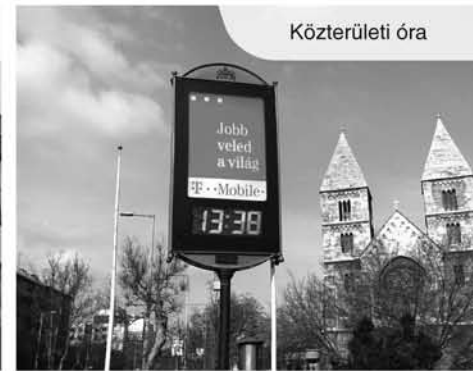 Közterületi óra
Jobb
veled
a világ
T · · Mobile ·
13:38